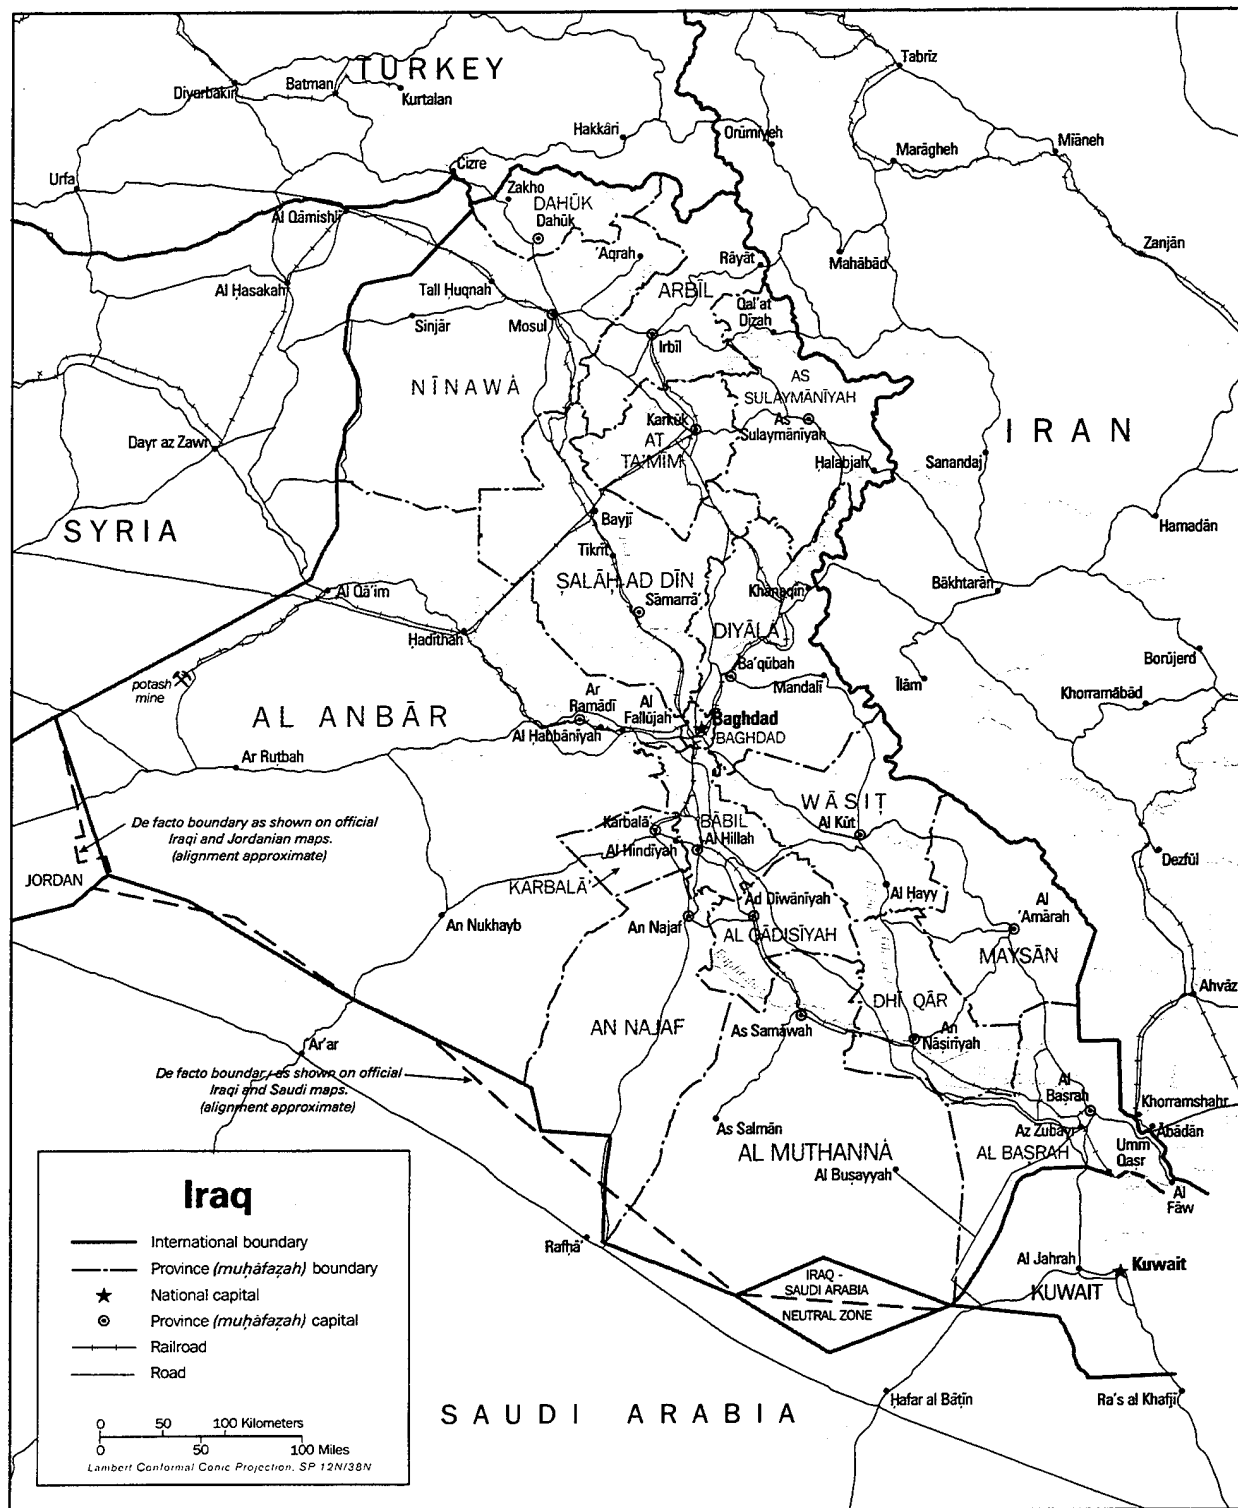 TURKEY
Tabrīz
Diyarbakir
Batman
Kurtalan
Hakkâri
Orūmīyeh
Marāgheh
Mīāneh
Cizre
Urfa
Zakho
DAHŪK
Dahūk
Al Qāmishlī
'Aqrah
Rāyāt
Mahābād
Zanjān
Al Ḥasakah
Tall Ḥuqnah
ARBĪL
Qal'at
Dīzah
Sinjār
Mosul
Irbīl
NĪNAWÁ
AS
SULAYMĀNĪYAH
Karkūk
As
Sulaymānīyah
AT
TA'MĪM
IRAN
Dayr az Zawr
Ḥalabjah
Sanandaj
SYRIA
Bayjī
Hamadān
Tikrīt
ṢALĀḤ AD DĪN
Al Qā'im
Sāmarrā'
Khānaqīn
Bākhtarān
Ḥadīthah
DIYĀLÁ
Ba'qūbah
Mandalī
Īlām
Borūjerd
Khorramābād
potash
mine
AL ANBĀR
Ar
Ramādī
Al
Fallūjah
Al Ḥabbānīyah
Baghdad
BAGHDAD
Ar Ruṭbah
WĀSIṬ
Al Kūt
De facto boundary as shown on official
Iraqi and Jordanian maps.
(alignment approximate)
Karbalā'
BĀBIL
Al Hillah
Al Hindīyah
Dezfūl
JORDAN
KARBALĀ'
Al Ḥayy
Ad Dīwānīyah
Al
'Amārah
An Nukhayb
An Najaf
AL QĀDISĪYAH
MAYSĀN
Ahvāz
DHĪ QĀR
AN NAJAF
As Samāwah
An
Nāṣirīyah
Ar'ar
De facto boundary as shown on official
Iraqi and Saudi maps.
(alignment approximate)
Al
Baṣrah
Khorramshahr
As Salmān
Az Zubayr
Ābādān
AL MUTHANNÁ
AL BAṢRAH
Umm
Qaṣr
Al Buṣayyah
Al
Fāw
Iraq
International boundary
Province (muḥāfaẓah) boundary
National capital
Province (muḥāfaẓah) capital
Railroad
Road
0 50 100 Kilometers
0 50 100 Miles
Lambert Conformal Conic Projection, SP 12N/38N
Rafḥā'
Al Jahrah
Kuwait
KUWAIT
IRAQ -
SAUDI ARABIA
NEUTRAL ZONE
Ḥafar al Bāṭin
Ra's al Khafjī
SAUDI ARABIA